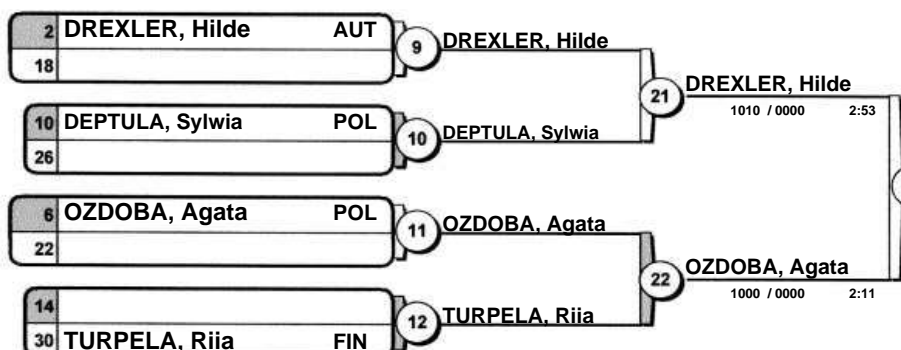 2 DREXLER, Hilde AUT
18
9
DREXLER, Hilde
10 DEPTULA, Sylwia POL
26
10
DEPTULA, Sylwia
21
DREXLER, Hilde
1010 / 0000 2:53
6 OZDOBA, Agata POL
22
11
OZDOBA, Agata
14
30 TURPELA, Riia FIN
12
TURPELA, Riia
22
OZDOBA, Agata
1000 / 0000 2:11